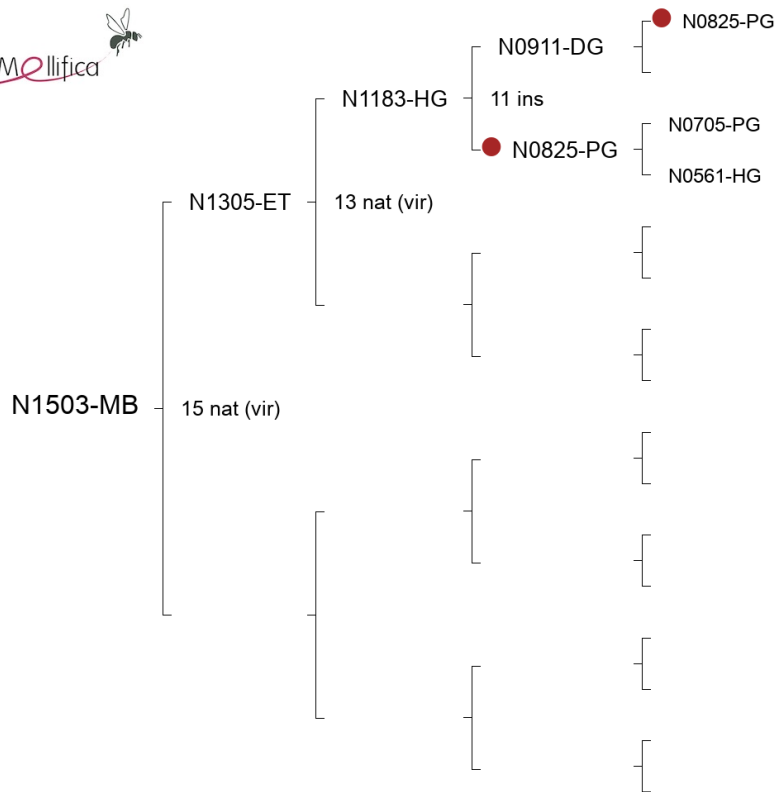 Mellifica
N0825-PG
N0911-DG
N1183-HG
11 ins
N0705-PG
N0825-PG
N0561-HG
N1305-ET
13 nat (vir)
N1503-MB
15 nat (vir)